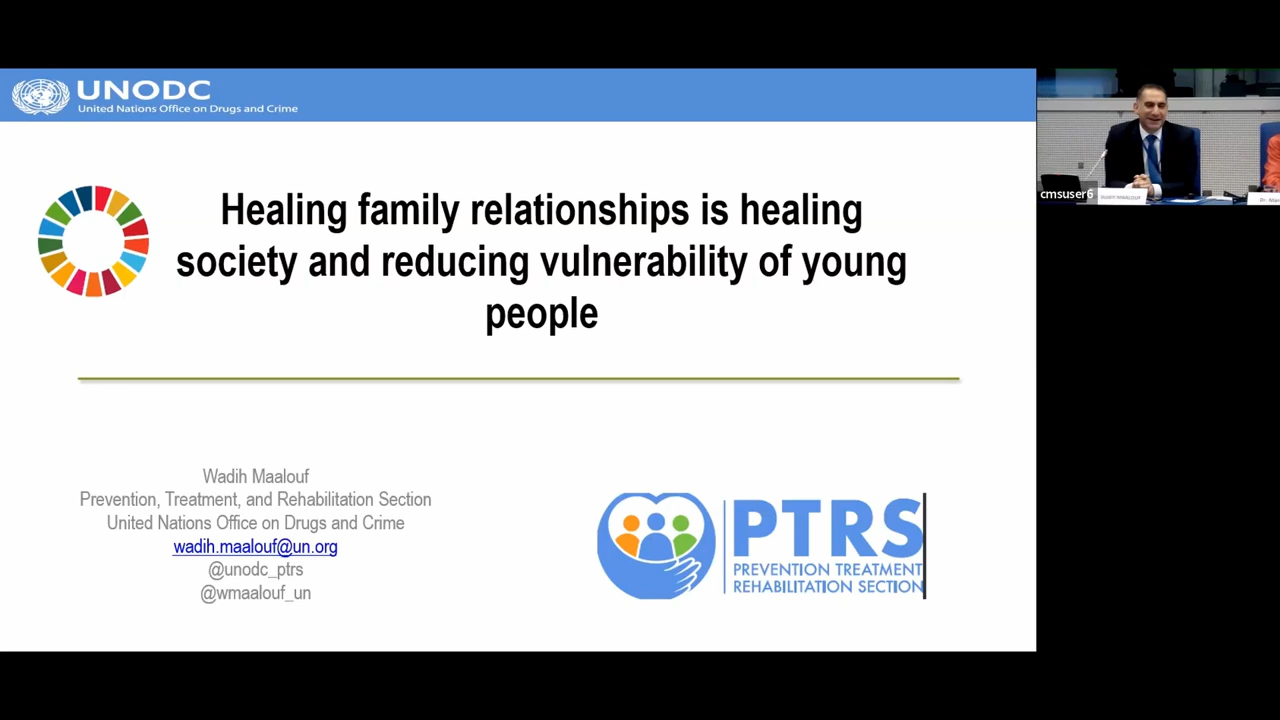 UNODC
United Nations Office on Drugs and Crime
Healing family relationships is healing
society and reducing vulnerability of young
people
Wadih Maalouf
Prevention, Treatment, and Rehabilitation Section
United Nations Office on Drugs and Crime
wadih.maalouf@un.org
@unodc_ptrs
@wmaalouf_un
PTRS
PREVENTION TREATMENT
REHABILITATION SECTION
cmsuser6
Wadih MAALOUF